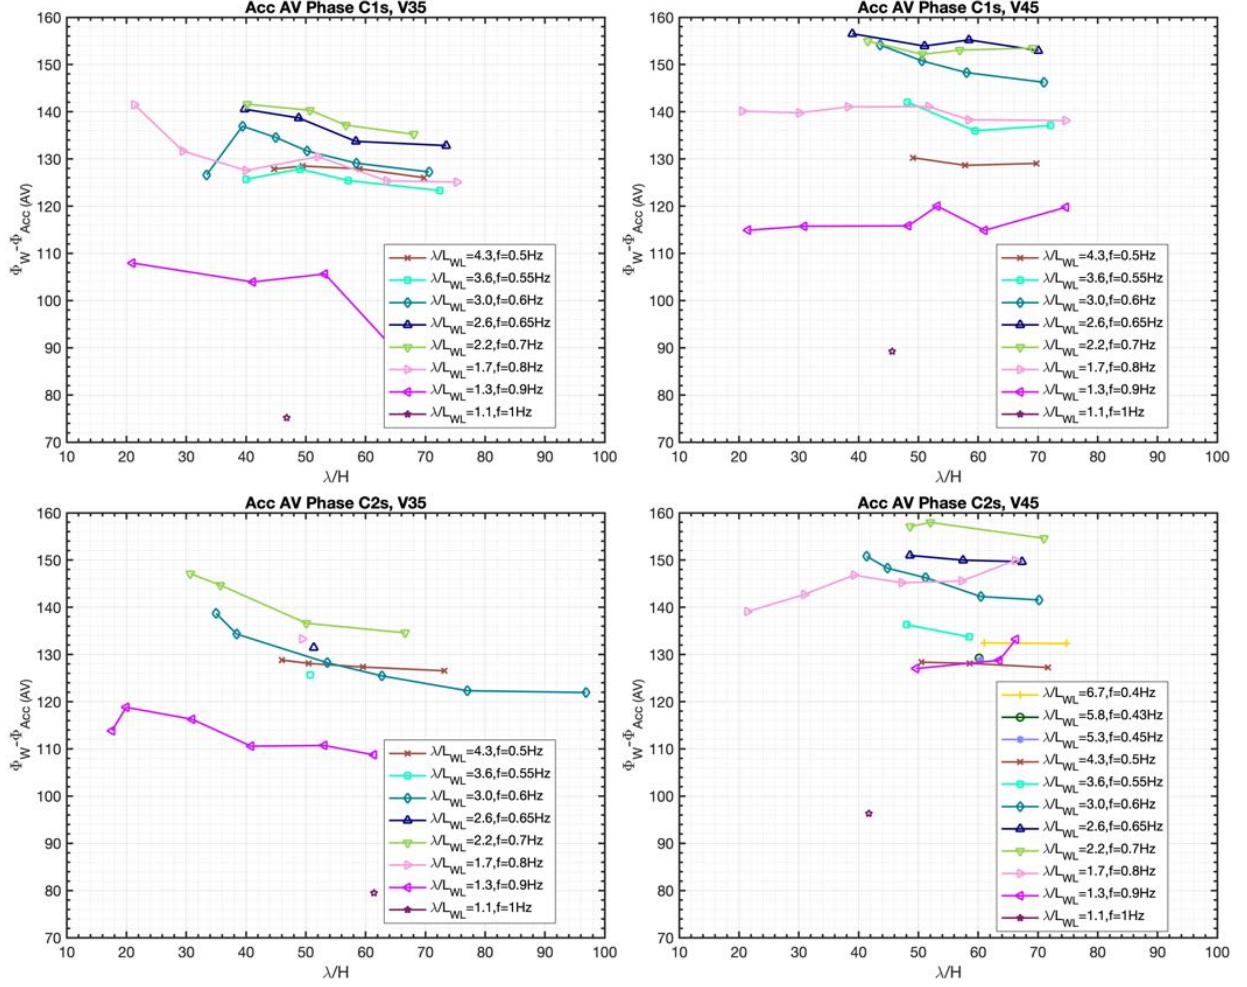 Acc AV Phase C1s, V35
160
150
140
130
120
110
100
90
80
70
Φ_W-Φ_Acc (AV)
λ/L_WL=4.3,f=0.5Hz
λ/L_WL=3.6,f=0.55Hz
λ/L_WL=3.0,f=0.6Hz
λ/L_WL=2.6,f=0.65Hz
λ/L_WL=2.2,f=0.7Hz
λ/L_WL=1.7,f=0.8Hz
λ/L_WL=1.3,f=0.9Hz
λ/L_WL=1.1,f=1Hz
10 20 30 40 50 60 70 80 90 100
λ/H
Acc AV Phase C1s, V45
160
150
140
130
120
110
100
90
80
70
Φ_W-Φ_Acc (AV)
λ/L_WL=4.3,f=0.5Hz
λ/L_WL=3.6,f=0.55Hz
λ/L_WL=3.0,f=0.6Hz
λ/L_WL=2.6,f=0.65Hz
λ/L_WL=2.2,f=0.7Hz
λ/L_WL=1.7,f=0.8Hz
λ/L_WL=1.3,f=0.9Hz
λ/L_WL=1.1,f=1Hz
10 20 30 40 50 60 70 80 90 100
λ/H
Acc AV Phase C2s, V35
160
150
140
130
120
110
100
90
80
70
Φ_W-Φ_Acc (AV)
λ/L_WL=4.3,f=0.5Hz
λ/L_WL=3.6,f=0.55Hz
λ/L_WL=3.0,f=0.6Hz
λ/L_WL=2.6,f=0.65Hz
λ/L_WL=2.2,f=0.7Hz
λ/L_WL=1.7,f=0.8Hz
λ/L_WL=1.3,f=0.9Hz
λ/L_WL=1.1,f=1Hz
10 20 30 40 50 60 70 80 90 100
λ/H
Acc AV Phase C2s, V45
160
150
140
130
120
110
100
90
80
70
Φ_W-Φ_Acc (AV)
λ/L_WL=6.7,f=0.4Hz
λ/L_WL=5.8,f=0.43Hz
λ/L_WL=5.3,f=0.45Hz
λ/L_WL=4.3,f=0.5Hz
λ/L_WL=3.6,f=0.55Hz
λ/L_WL=3.0,f=0.6Hz
λ/L_WL=2.6,f=0.65Hz
λ/L_WL=2.2,f=0.7Hz
λ/L_WL=1.7,f=0.8Hz
λ/L_WL=1.3,f=0.9Hz
λ/L_WL=1.1,f=1Hz
10 20 30 40 50 60 70 80 90 100
λ/H